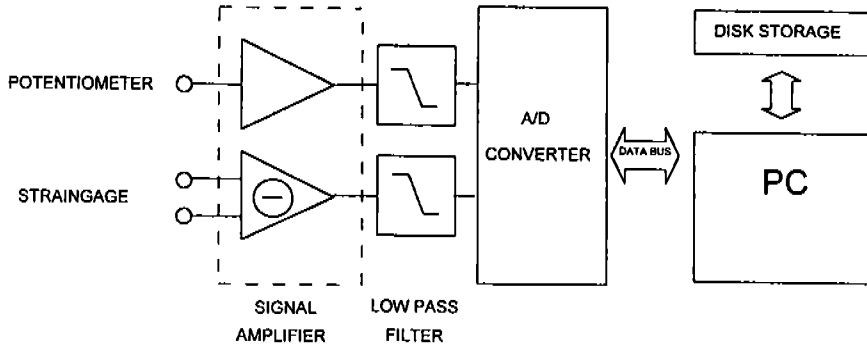 DISK STORAGE
POTENTIOMETER
A/D
CONVERTER
DATA BUS
PC
STRAINGAGE
SIGNAL
AMPLIFIER
LOW PASS
FILTER